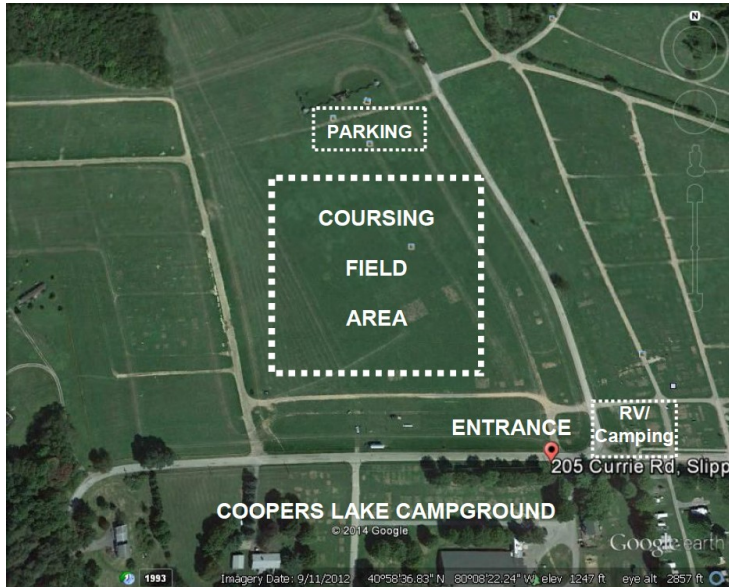 N
PARKING
COURSING
FIELD
AREA
RV/
Camping
ENTRANCE
205 Currie Rd, Slipp
COOPERS LAKE CAMPGROUND
© 2014 Google
Google earth
1993
Imagery Date: 9/11/2012 40°58'36.83" N 80°08'22.24" W elev 1247 ft eye alt 2857 ft